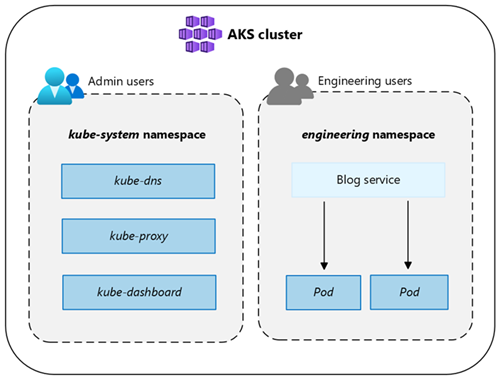 AKS cluster
Admin users
kube-system namespace
kube-dns
kube-proxy
kube-dashboard
Engineering users
engineering namespace
Blog service
Pod
Pod